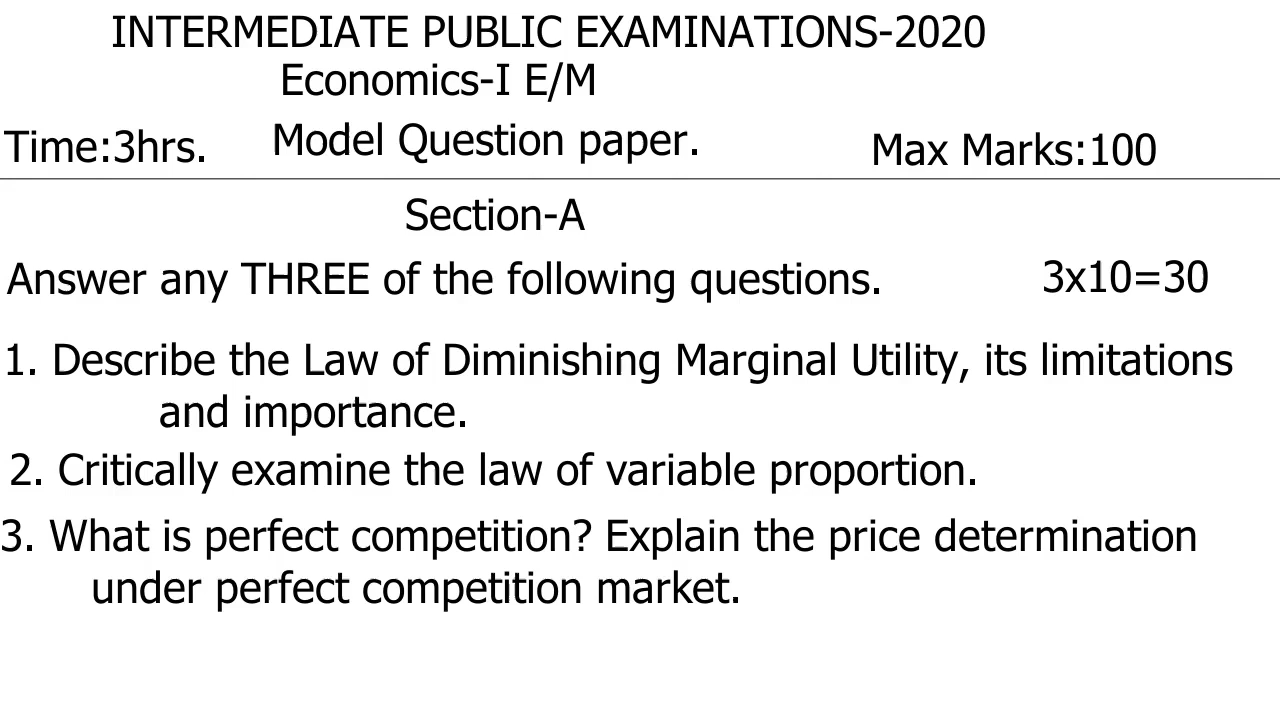 INTERMEDIATE PUBLIC EXAMINATIONS-2020
Economics-I E/M
Time:3hrs. Model Question paper. Max Marks:100
Section-A
Answer any THREE of the following questions. 3x10=30
1. Describe the Law of Diminishing Marginal Utility, its limitations
and importance.
2. Critically examine the law of variable proportion.
3. What is perfect competition? Explain the price determination
under perfect competition market.